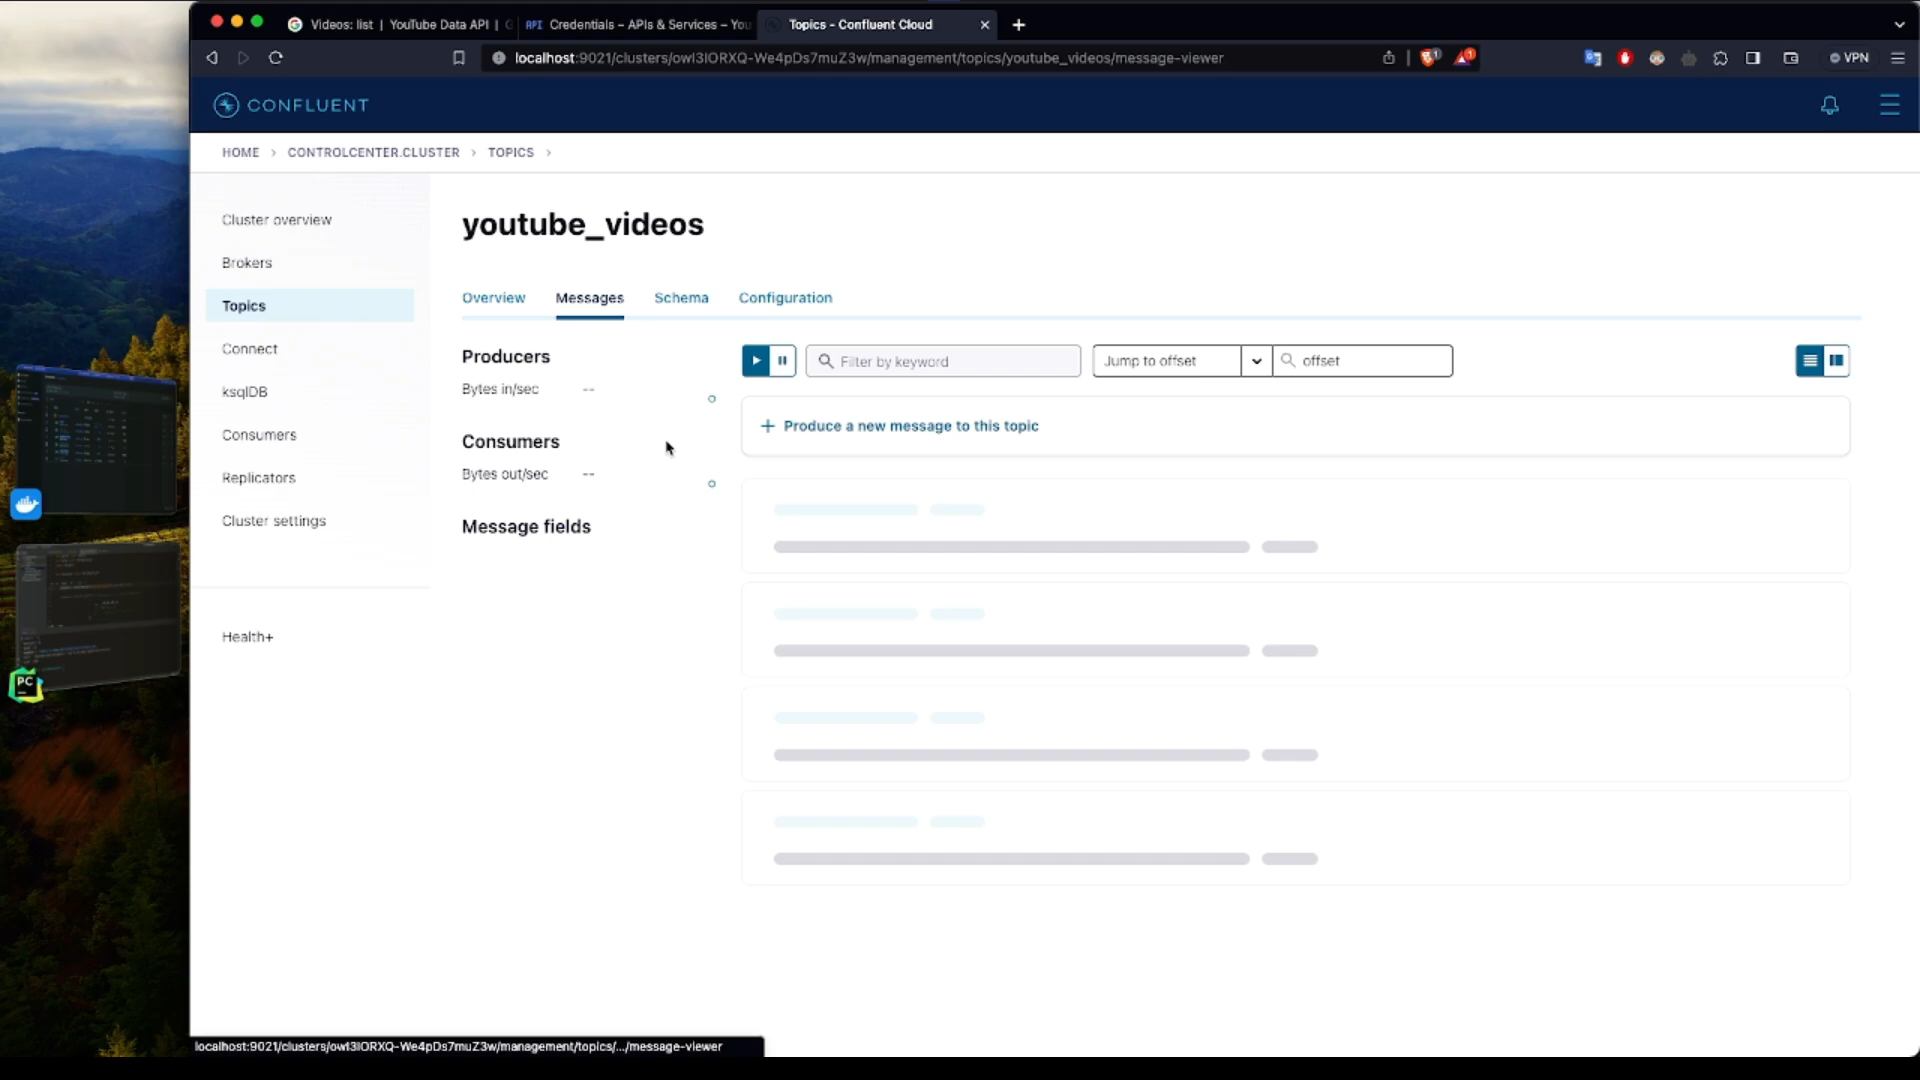 Videos: list | YouTube Data API |
API Credentials – APIs & Services – You
Topics - Confluent Cloud
localhost:9021/clusters/owI3IORXQ-We4pDs7muZ3w/management/topics/youtube_videos/message-viewer
VPN
CONFLUENT
HOME > CONTROLCENTER.CLUSTER > TOPICS >
Cluster overview
Brokers
Topics
Connect
ksqlDB
Consumers
Replicators
Cluster settings
Health+
youtube_videos
Overview Messages Schema Configuration
Producers
Bytes in/sec --
Consumers
Bytes out/sec --
Message fields
Filter by keyword
Jump to offset
offset
+ Produce a new message to this topic
PC
localhost:9021/clusters/owI3IORXQ-We4pDs7muZ3w/management/topics/.../message-viewer